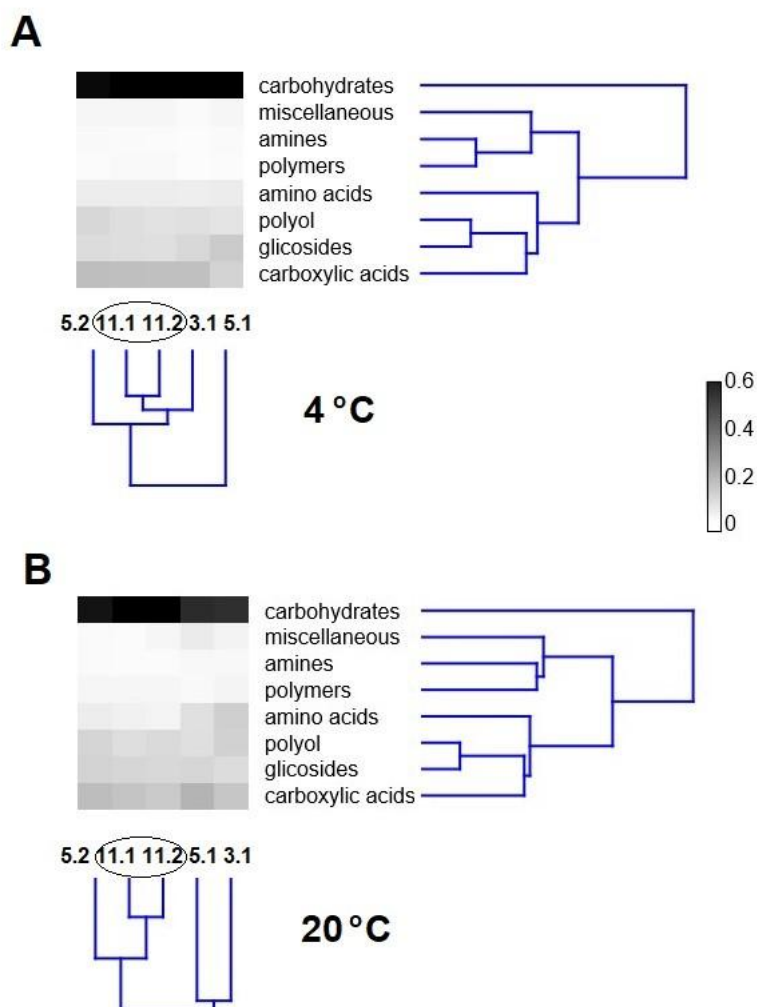 A
carbohydrates
miscellaneous
amines
polymers
amino acids
polyol
glicosides
carboxylic acids
5.2 11.1 11.2 3.1 5.1
4 °C
0.6
0.4
0.2
0
B
carbohydrates
miscellaneous
amines
polymers
amino acids
polyol
glicosides
carboxylic acids
5.2 11.1 11.2 5.1 3.1
20 °C